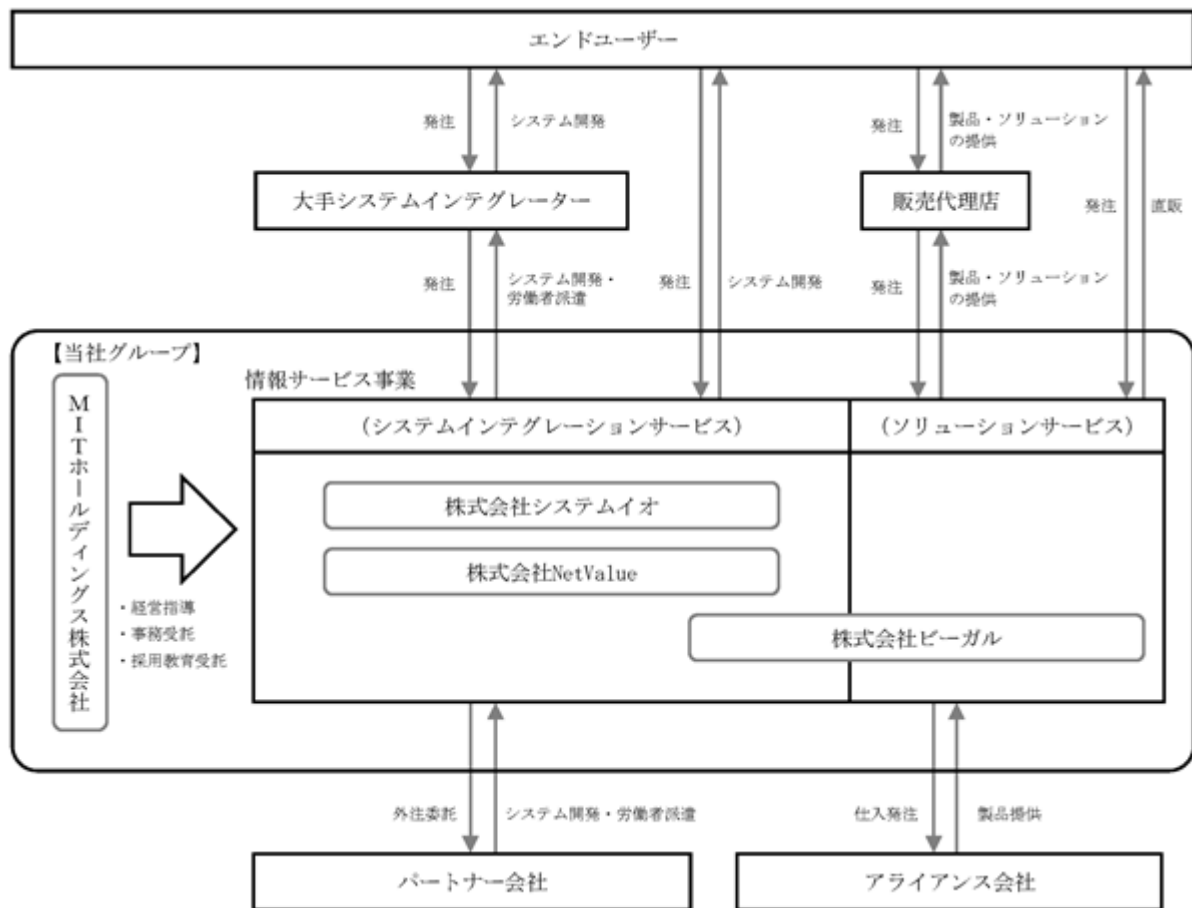 エンドユーザー
発注
システム開発
発注
製品・ソリューション
の提供
大手システムインテグレーター
販売代理店
発注
直販
発注
システム開発・
労働者派遣
発注
システム開発
発注
製品・ソリューション
の提供
【当社グループ】
情報サービス事業
MITホールディングス株式会社
(システムインテグレーションサービス)
(ソリューションサービス)
株式会社システムイオ
株式会社NetValue
株式会社ビーガル
・経営指導
・事務受託
・採用教育受託
外注委託
システム開発・労働者派遣
仕入発注
製品提供
パートナー会社
アライアンス会社